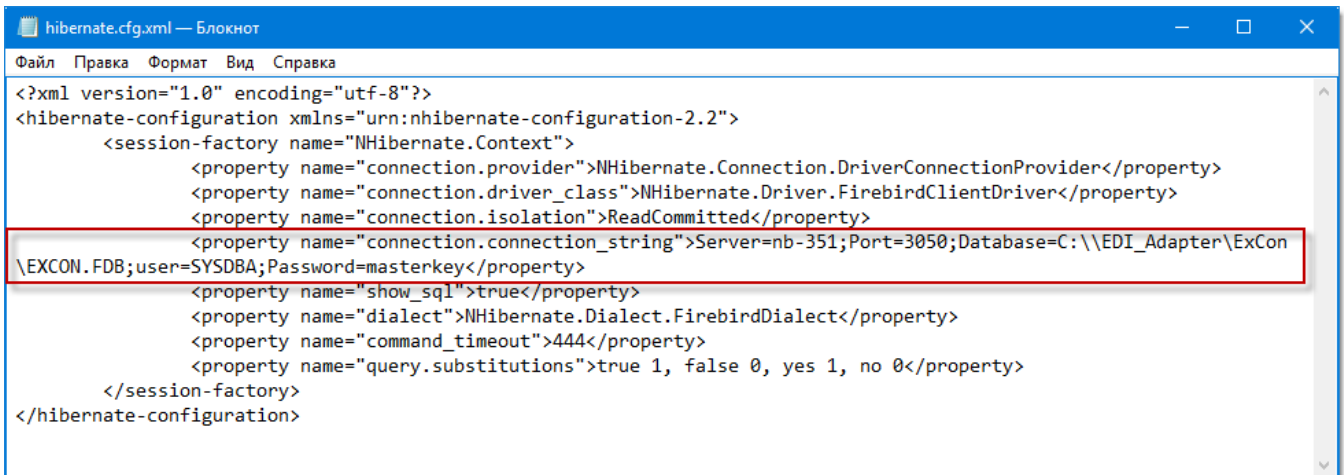 hibernate.cfg.xml — Блокнот
Файл Правка Формат Вид Справка
<?xml version="1.0" encoding="utf-8"?>
<hibernate-configuration xmlns="urn:nhibernate-configuration-2.2">
<session-factory name="NHibernate.Context">
<property name="connection.provider">NHibernate.Connection.DriverConnectionProvider</property>
<property name="connection.driver_class">NHibernate.Driver.FirebirdClientDriver</property>
<property name="connection.isolation">ReadCommitted</property>
<property name="connection.connection_string">Server=nb-351;Port=3050;Database=C:\\EDI_Adapter\ExCon
\EXCON.FDB;user=SYSDBA;Password=masterkey</property>
<property name="show_sql">true</property>
<property name="dialect">NHibernate.Dialect.FirebirdDialect</property>
<property name="command_timeout">444</property>
<property name="query.substitutions">true 1, false 0, yes 1, no 0</property>
</session-factory>
</hibernate-configuration>